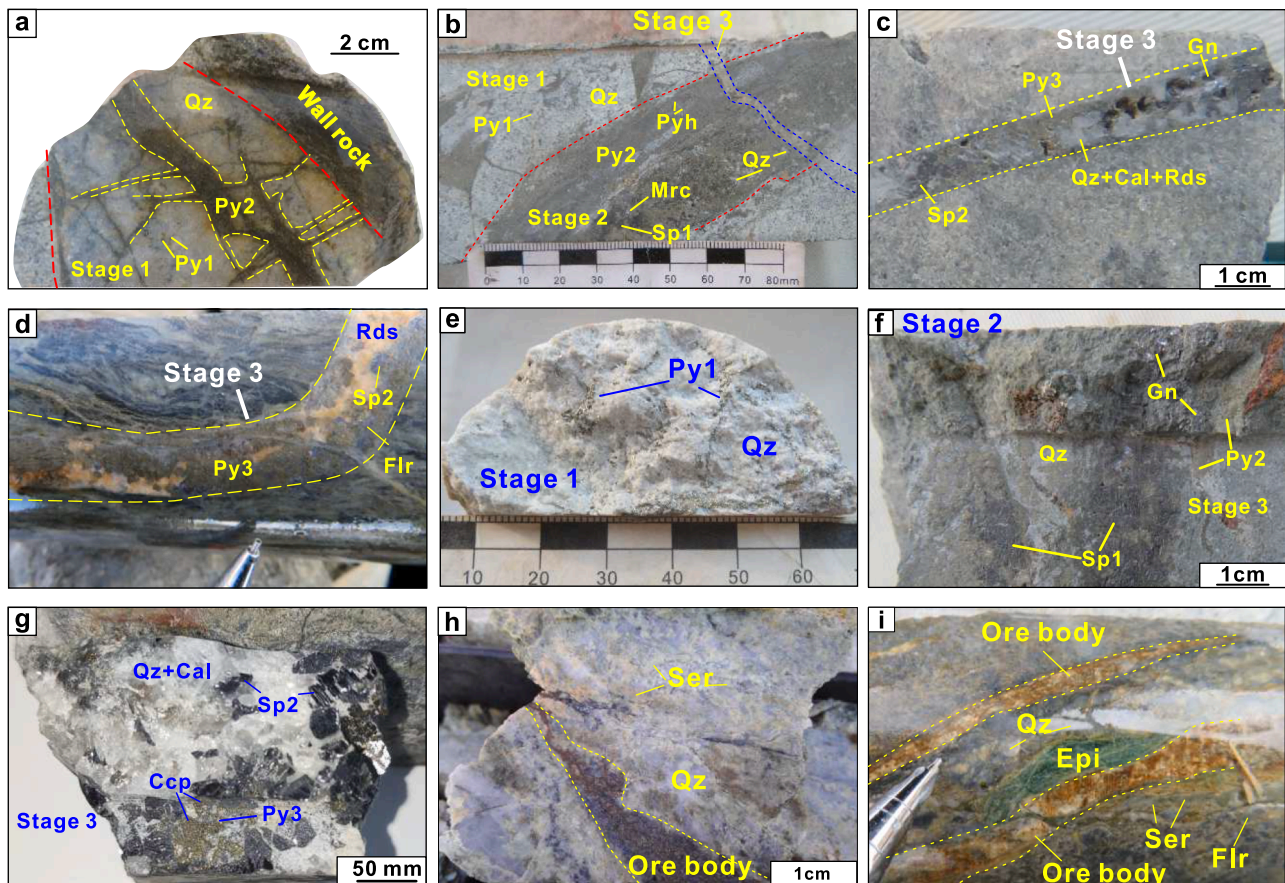 a
2 cm
Qz
Wall rock
Py2
Stage 1
Py1
b
Stage 3
Stage 1
Qz
Py1
Pyh
Py2
Qz
Mrc
Stage 2
Sp1
0 10 20 30 40 50 60 70 80mm
c
Stage 3
Gn
Py3
Qz+Cal+Rds
Sp2
1 cm
d
Rds
Stage 3
Sp2
Py3
Flr
e
Py1
Qz
Stage 1
10 20 30 40 50 60
f
Stage 2
Gn
Qz
Py2
Stage 3
Sp1
1cm
g
Qz+Cal
Sp2
Ccp
Py3
Stage 3
50 mm
h
Ser
Qz
Ore body
1cm
i
Ore body
Qz
Epi
Ser
Ore body
Flr